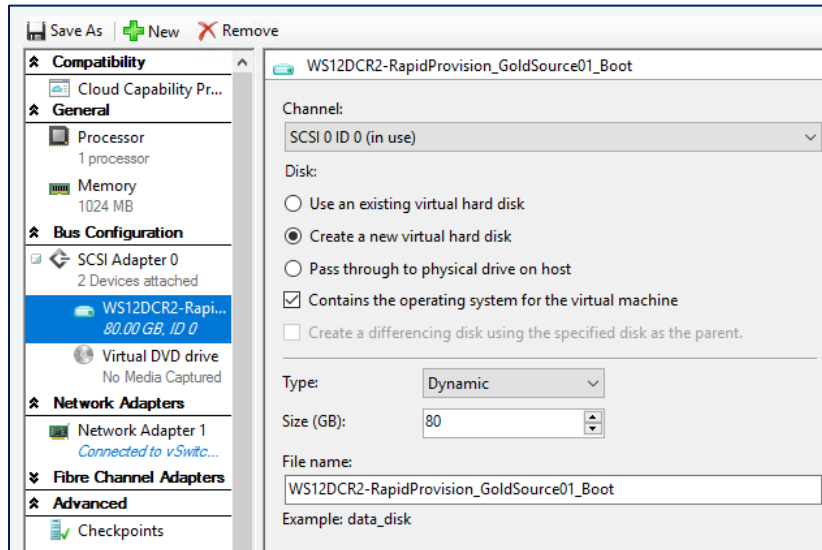 Save As New Remove
Compatibility
Cloud Capability Pr...
General
Processor
1 processor
Memory
1024 MB
Bus Configuration
SCSI Adapter 0
2 Devices attached
WS12DCR2-Rapi...
80.00 GB, ID 0
Virtual DVD drive
No Media Captured
Network Adapters
Network Adapter 1
Connected to vSwitc...
Fibre Channel Adapters
Advanced
Checkpoints
WS12DCR2-RapidProvision_GoldSource01_Boot
Channel:
SCSI 0 ID 0 (in use)
Disk:
Use an existing virtual hard disk
Create a new virtual hard disk
Pass through to physical drive on host
Contains the operating system for the virtual machine
Create a differencing disk using the specified disk as the parent.
Type: Dynamic
Size (GB): 80
File name:
WS12DCR2-RapidProvision_GoldSource01_Boot
Example: data_disk